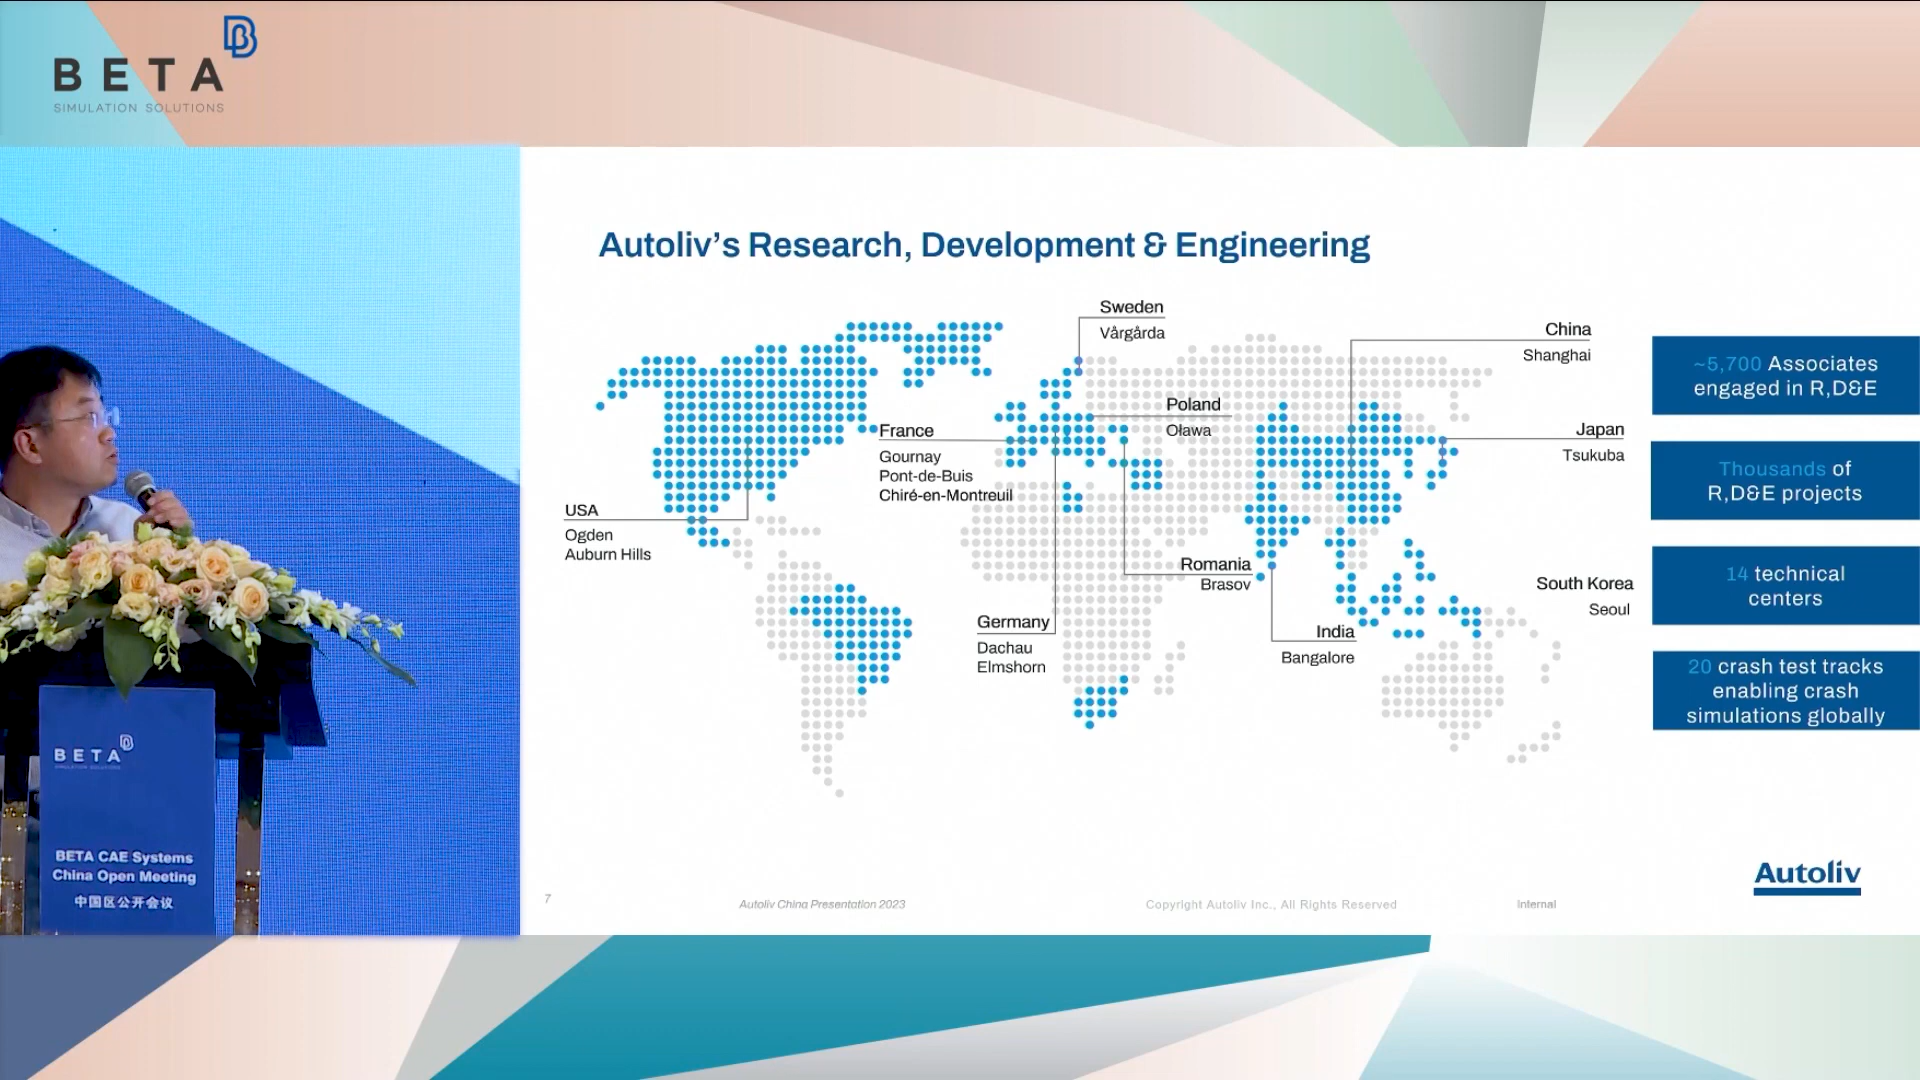 BETA
SIMULATION SOLUTIONS
Autoliv's Research, Development & Engineering
Sweden
Vårgårda
China
Shanghai
Poland
Oława
France
Gournay
Pont-de-Buis
Chiré-en-Montreuil
Japan
Tsukuba
USA
Ogden
Auburn Hills
Romania
Brasov
South Korea
Seoul
Germany
Dachau
Elmshorn
India
Bangalore
~5,700 Associates
engaged in R,D&E
Thousands of
R,D&E projects
14 technical
centers
20 crash test tracks
enabling crash
simulations globally
Autoliv
7
Autoliv China Presentation 2023
Copyright Autoliv Inc., All Rights Reserved
Internal
BETA
SIMULATION SOLUTIONS
BETA CAE Systems
China Open Meeting
中国区公开会议